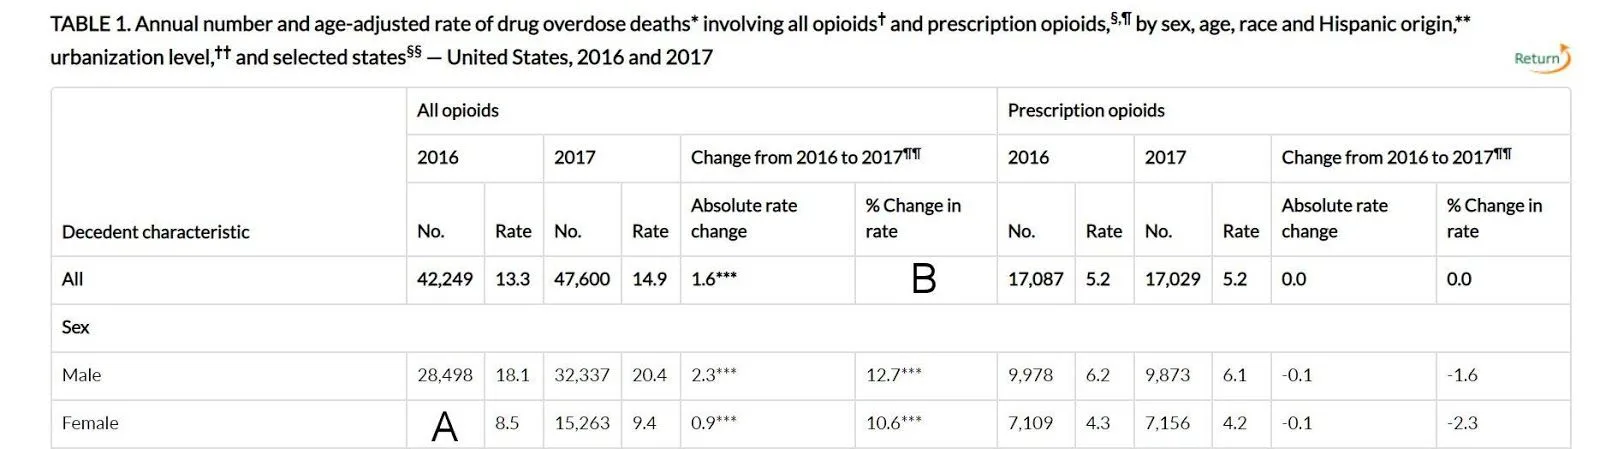 TABLE 1. Annual number and age-adjusted rate of drug overdose deaths* involving all opioids† and prescription opioids,§,¶ by sex, age, race and Hispanic origin,**
urbanization level,†† and selected states§§ — United States, 2016 and 2017
Return
All opioids Prescription opioids
2016 2017 Change from 2016 to 2017¶¶ 2016 2017 Change from 2016 to 2017¶¶
Decedent characteristic No. Rate No. Rate Absolute rate change % Change in rate No. Rate No. Rate Absolute rate change % Change in rate
All 42,249 13.3 47,600 14.9 1.6*** B 17,087 5.2 17,029 5.2 0.0 0.0
Sex
Male 28,498 18.1 32,337 20.4 2.3*** 12.7*** 9,978 6.2 9,873 6.1 -0.1 -1.6
Female A 8.5 15,263 9.4 0.9*** 10.6*** 7,109 4.3 7,156 4.2 -0.1 -2.3